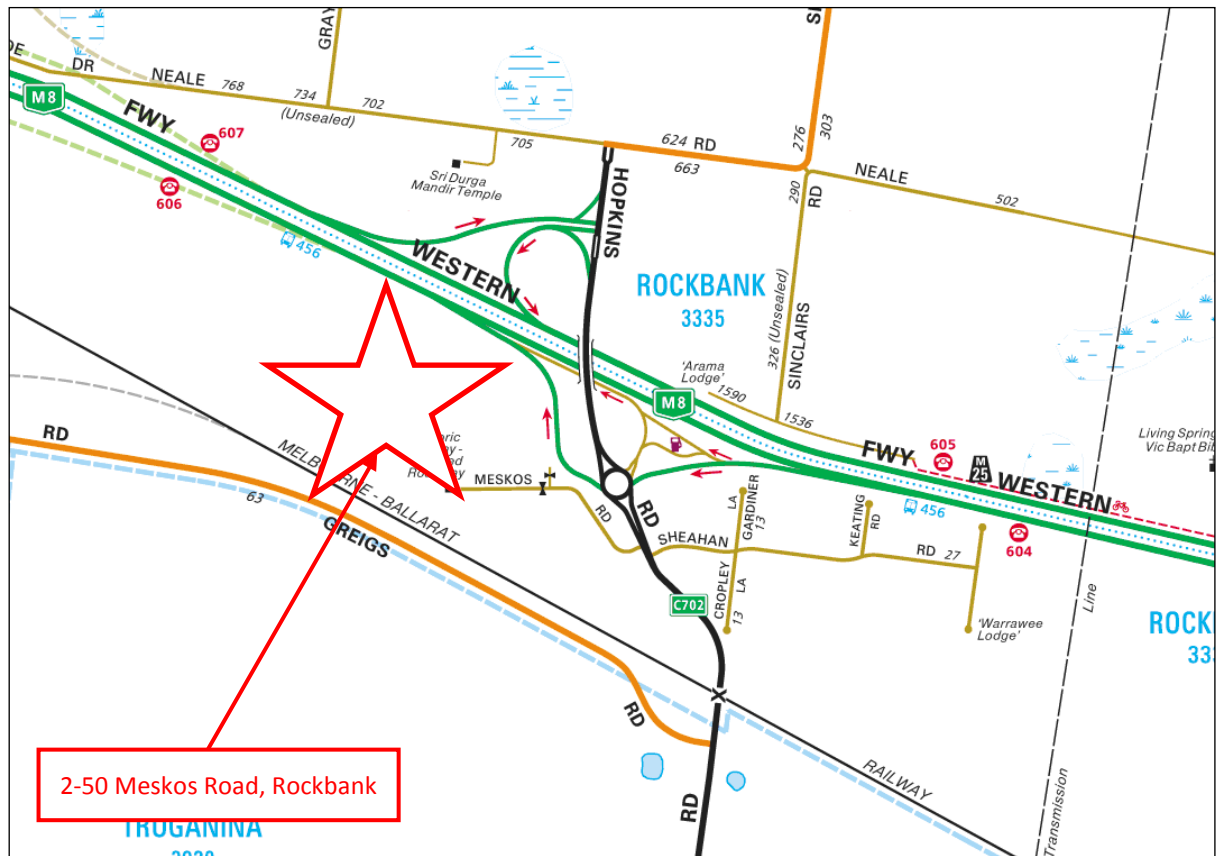 DE
DR
NEALE
768
734
(Unsealed)
702
GRAY
705
624
RD
663
276
303
NEALE
502
M8
FWY
607
606
456
Sri Durga
Mandir Temple
HOPKINS
290
RD
WESTERN
ROCKBANK
3335
326 (Unsealed)
SINCLAIRS
'Arama
Lodge'
1590
1536
M8
FWY
605
M
25
WESTERN
Living Spring
Vic Bapt Bib
456
604
RD
63
GREIGS
MELBOURNE - BALLARAT
MESKOS
RD
RD
SHEAHAN
LA
GARDINER
13
KEATING
RD
RD
27
CROPLEY
LA
13
C702
'Warrawee
Lodge'
Line
ROCK
RD
X
RAILWAY
RD
Transmission
2-50 Meskos Road, Rockbank
TRUGANINA